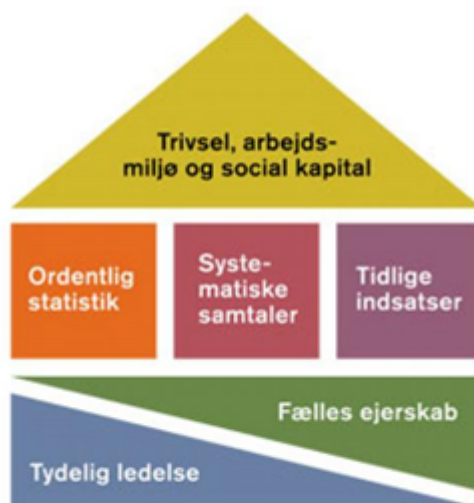 Trivsel, arbejds-
miljø og social kapital
Ordentlig
statistik
Syste-
matiske
samtaler
Tidlige
indsatser
Fælles ejerskab
Tydelig ledelse